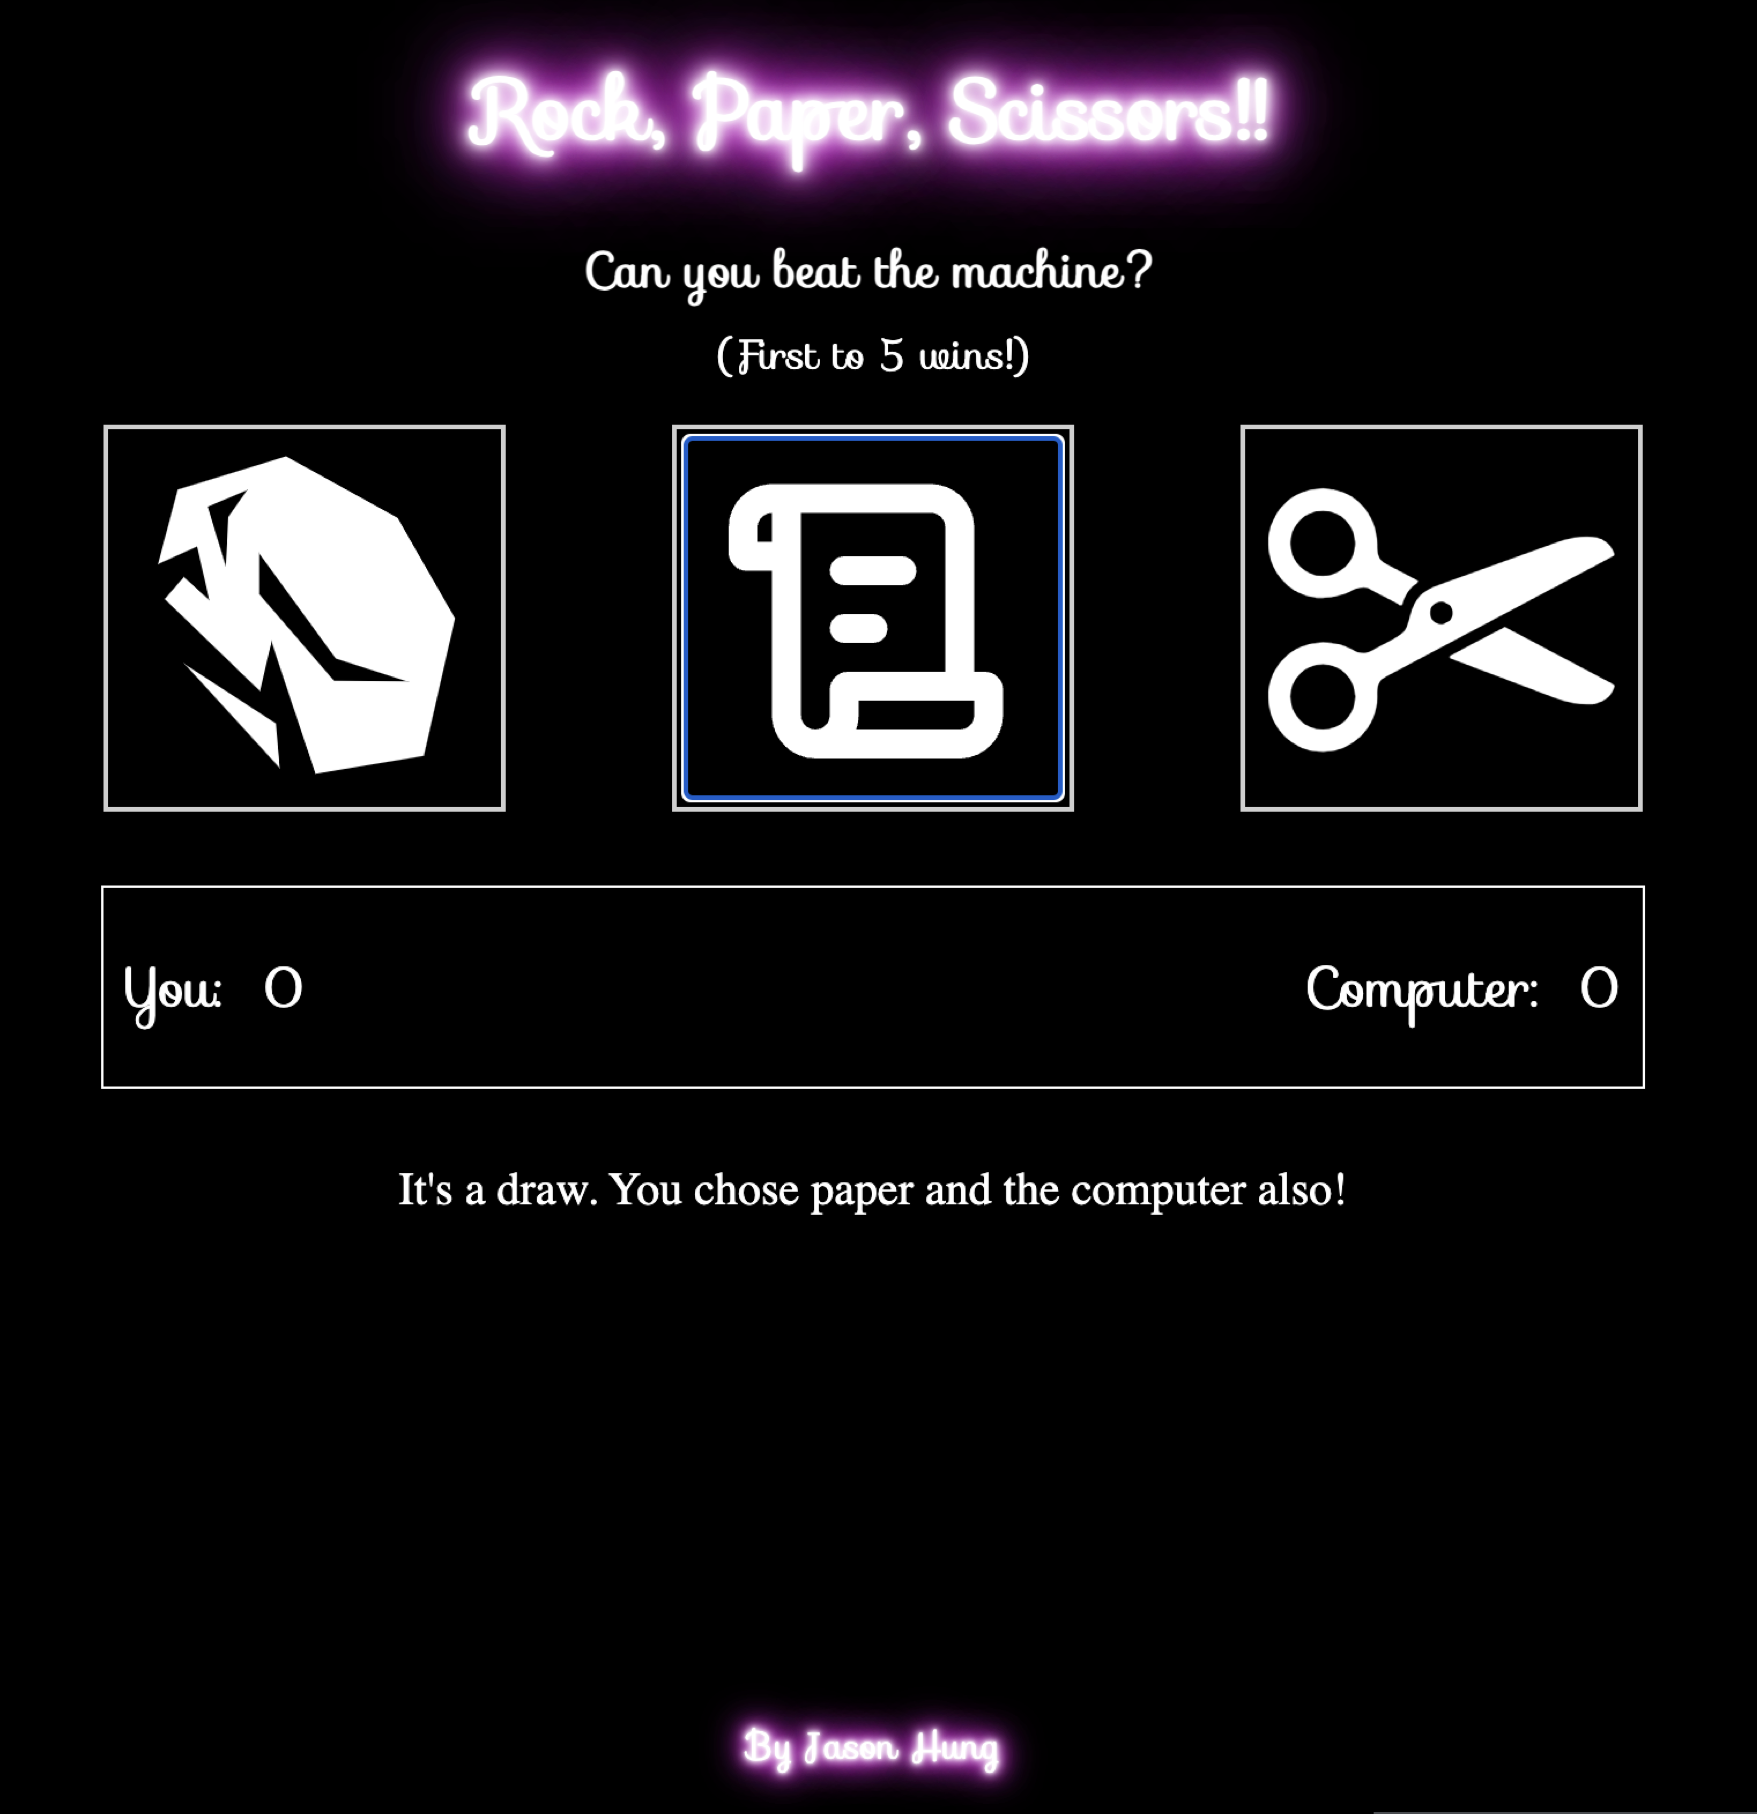 Rock, Paper, Scissors!!
Can you beat the machine?
(First to 5 wins!)
You: 0
Computer: 0
It's a draw. You chose paper and the computer also!
By Jason Hung